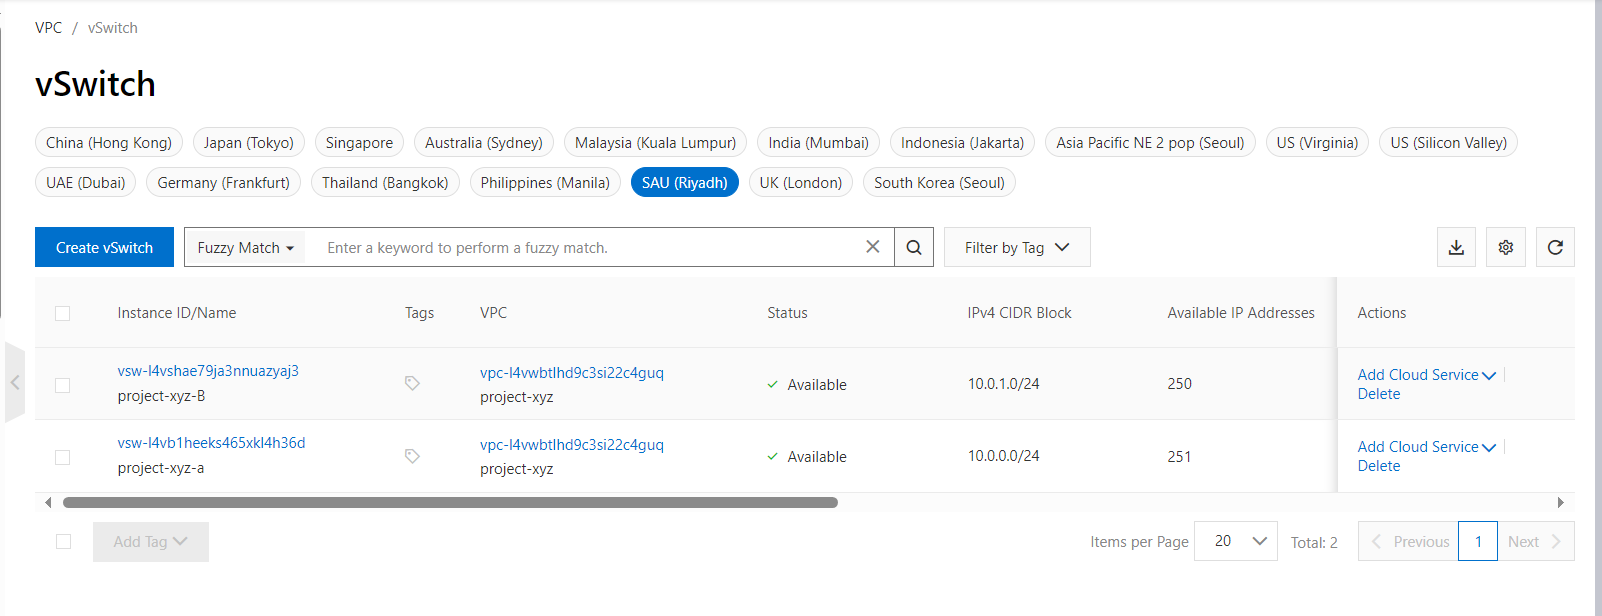 VPC / vSwitch
vSwitch
China (Hong Kong) Japan (Tokyo) Singapore Australia (Sydney) Malaysia (Kuala Lumpur) India (Mumbai) Indonesia (Jakarta) Asia Pacific NE 2 pop (Seoul) US (Virginia) US (Silicon Valley)
UAE (Dubai) Germany (Frankfurt) Thailand (Bangkok) Philippines (Manila) SAU (Riyadh) UK (London) South Korea (Seoul)
Create vSwitch Fuzzy Match Enter a keyword to perform a fuzzy match. Filter by Tag
Instance ID/Name Tags VPC Status IPv4 CIDR Block Available IP Addresses Actions
vsw-l4vshae79ja3nnuazyaj3 vpc-l4vwbtlhd9c3si22c4guq Add Cloud Service
project-xyz-B project-xyz Available 10.0.1.0/24 250 Delete
vsw-l4vb1heeks465xkl4h36d vpc-l4vwbtlhd9c3si22c4guq Add Cloud Service
project-xyz-a project-xyz Available 10.0.0.0/24 251 Delete
Add Tag Items per Page 20 Total: 2 Previous 1 Next